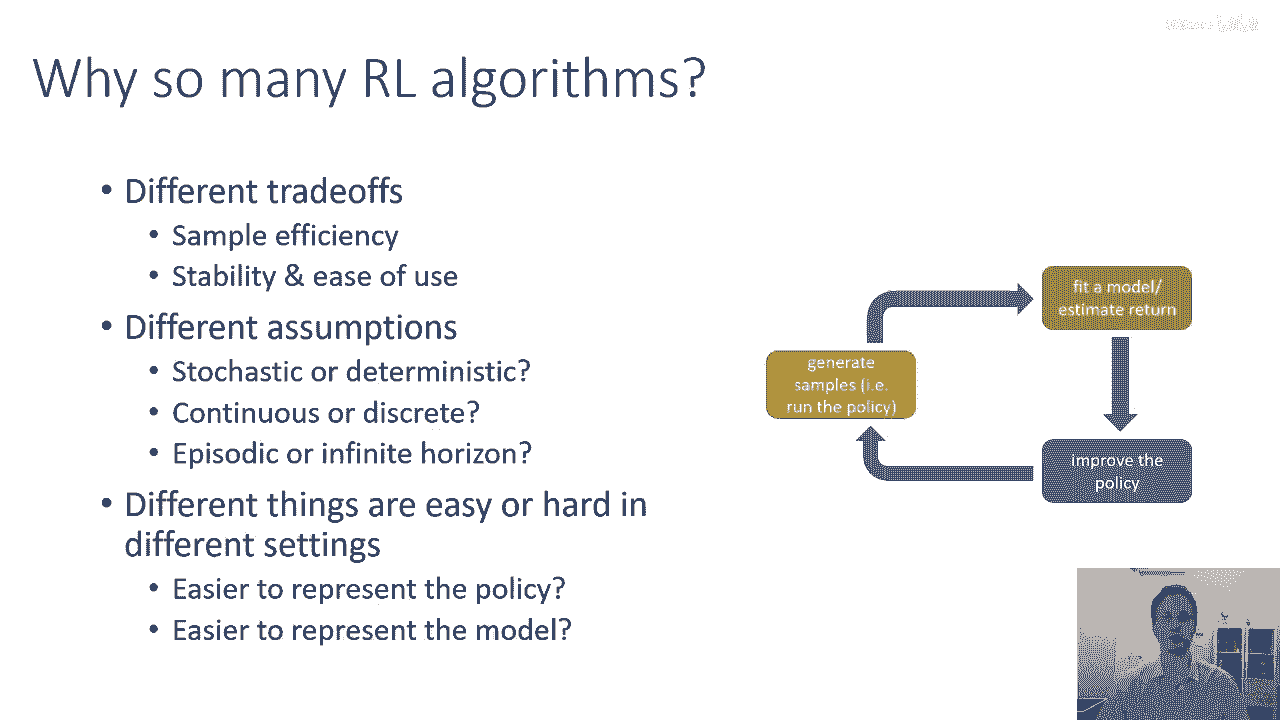 Why so many RL algorithms?
• Different tradeoffs
• Sample efficiency
• Stability & ease of use
• Different assumptions
• Stochastic or deterministic?
• Continuous or discrete?
• Episodic or infinite horizon?
• Different things are easy or hard in
different settings
• Easier to represent the policy?
• Easier to represent the model?
generate
samples (i.e.
run the policy)
fit a model/
estimate return
improve the
policy